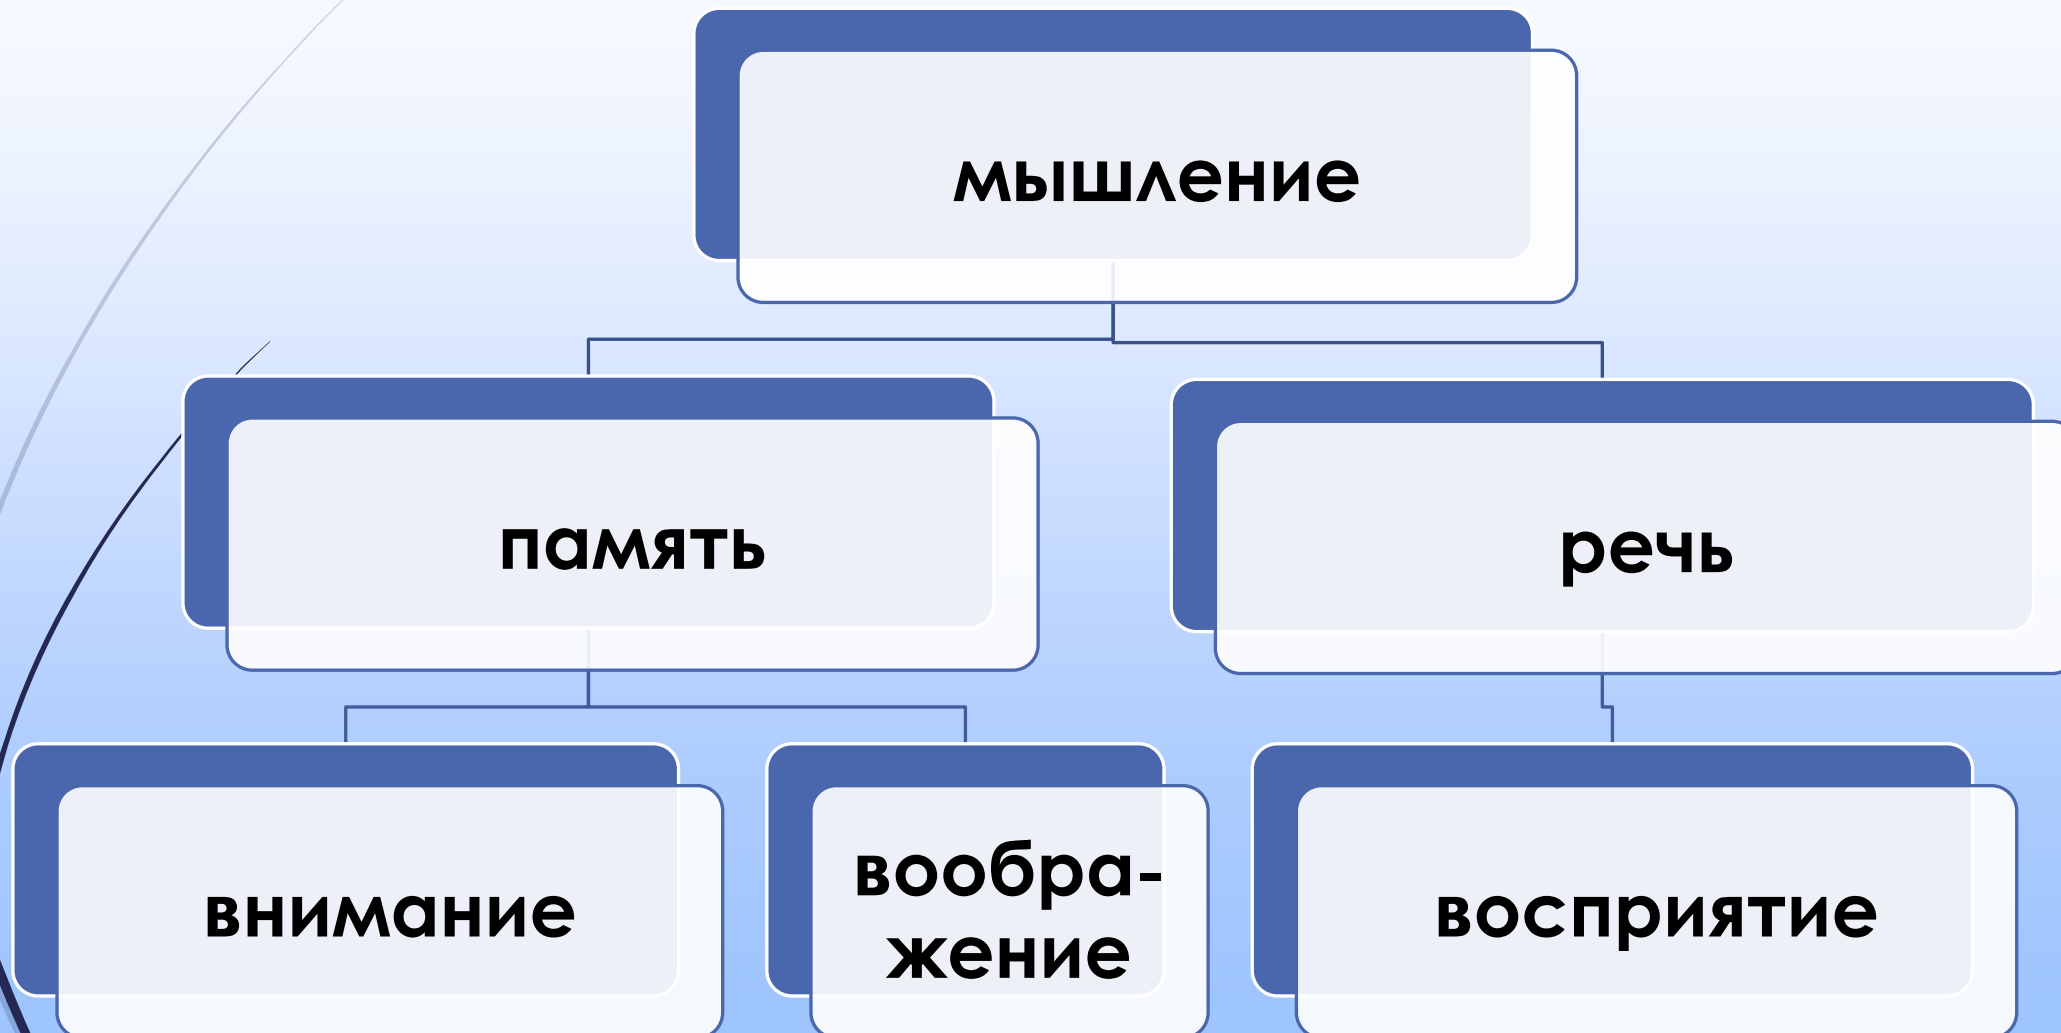 мышление
память
речь
внимание
вообра-
жение
восприятие